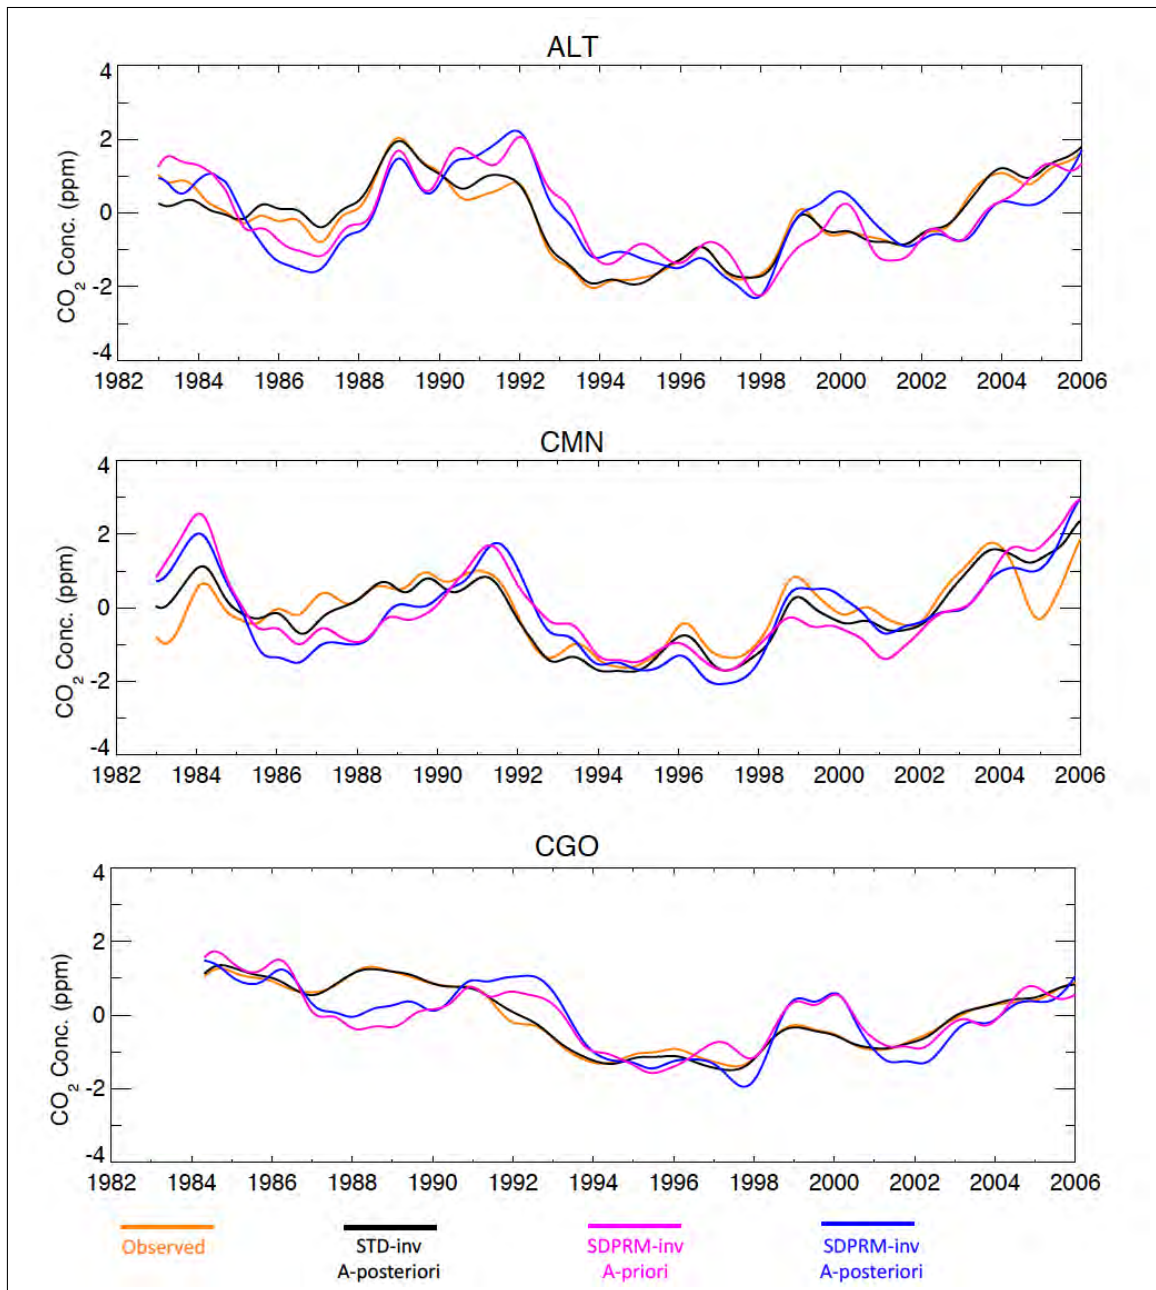 ALT
4
2
0
-2
-4
CO2 Conc. (ppm)
1982 1984 1986 1988 1990 1992 1994 1996 1998 2000 2002 2004 2006
CMN
4
2
0
-2
-4
CO2 Conc. (ppm)
1982 1984 1986 1988 1990 1992 1994 1996 1998 2000 2002 2004 2006
CGO
4
2
0
-2
-4
CO2 Conc. (ppm)
1982 1984 1986 1988 1990 1992 1994 1996 1998 2000 2002 2004 2006
Observed
STD-inv
A-posteriori
SDPRM-inv
A-priori
SDPRM-inv
A-posteriori